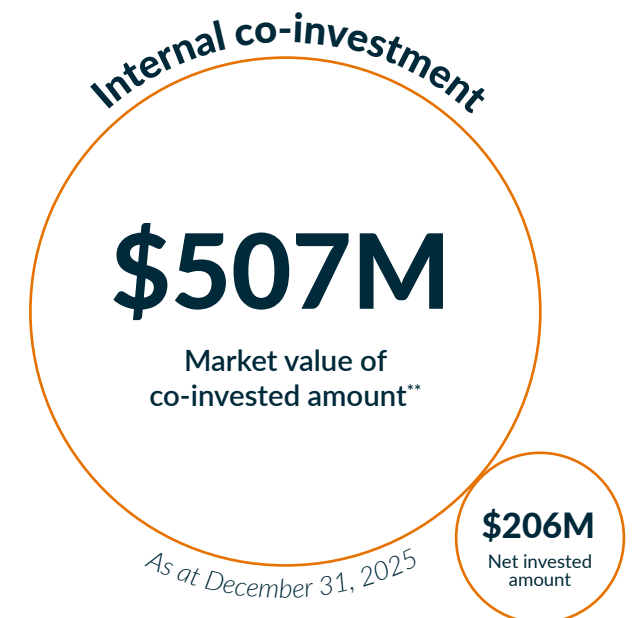 Internal co-investment
$507M
Market value of
co-invested amount**
As at December 31, 2025
$206M
Net invested
amount